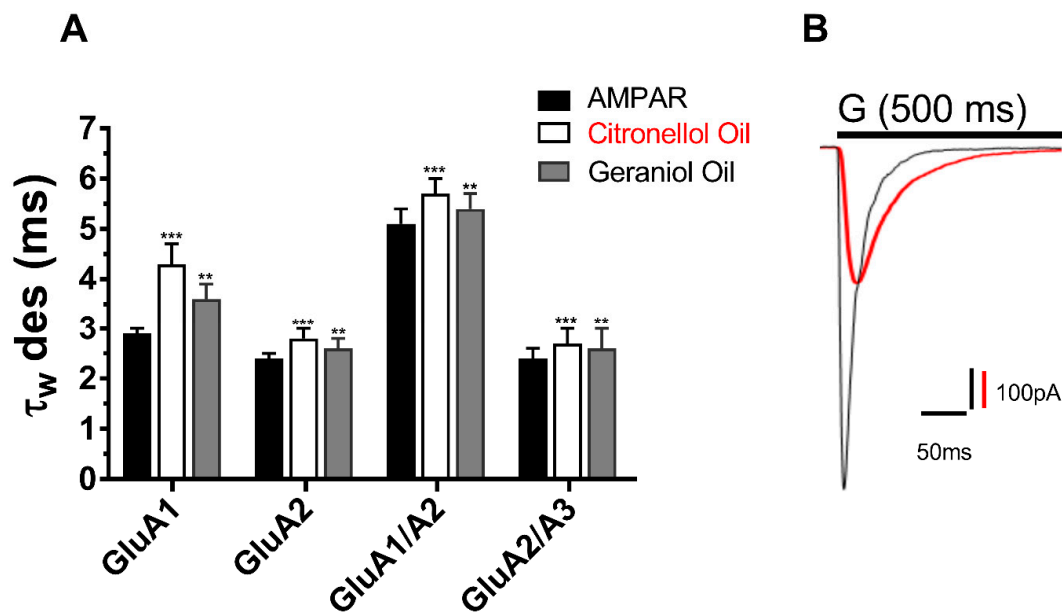 A
B
AMPAR
Citronellol Oil
Geraniol Oil
G (500 ms)
τw des (ms)
7
6
5
4
3
2
1
0
*** ** *** ** *** ** *** **
GluA1
GluA2
GluA1/A2
GluA2/A3
100pA
50ms